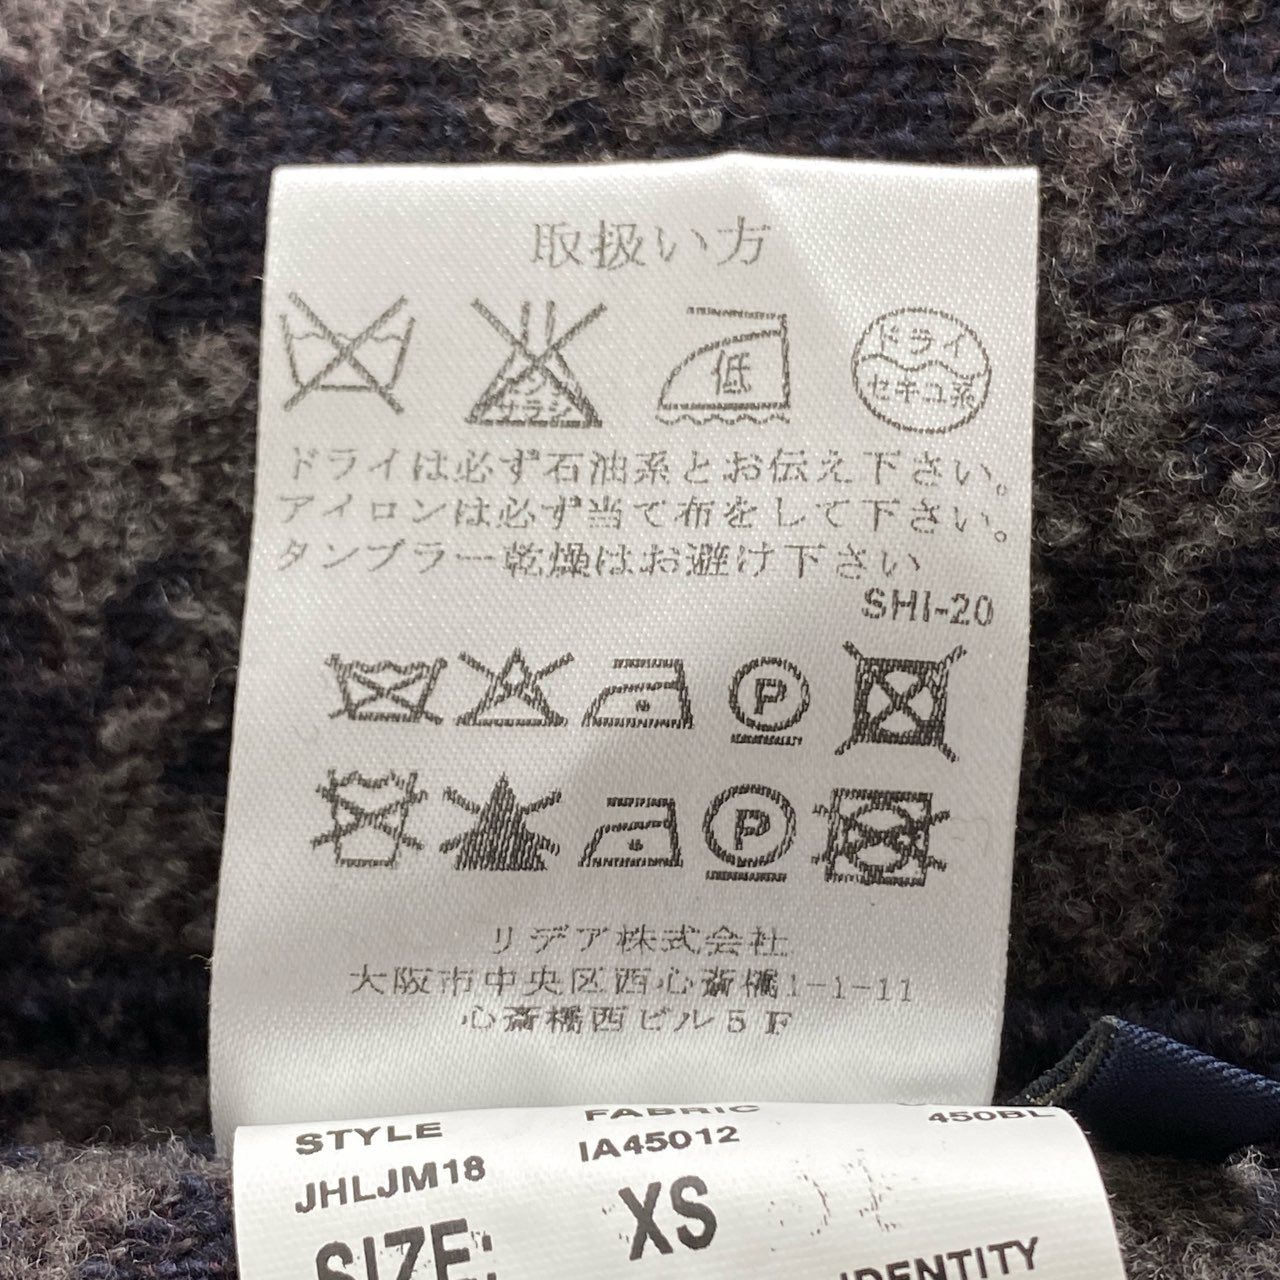 取扱い方
サラシ
低
ドライ
セキユ系
ドライは必ず石油系とお伝え下さい。
アイロンは必ず当て布をして下さい。
タンブラー乾燥はお避け下さい
SHI-20
P
P
リデア株式会社
大阪市中央区西心斎橋1-1-11
心斎橋西ビル5F
STYLE FABRIC
JHLJM18 IA45012 450BL
SIZE: XS
IDENTITY